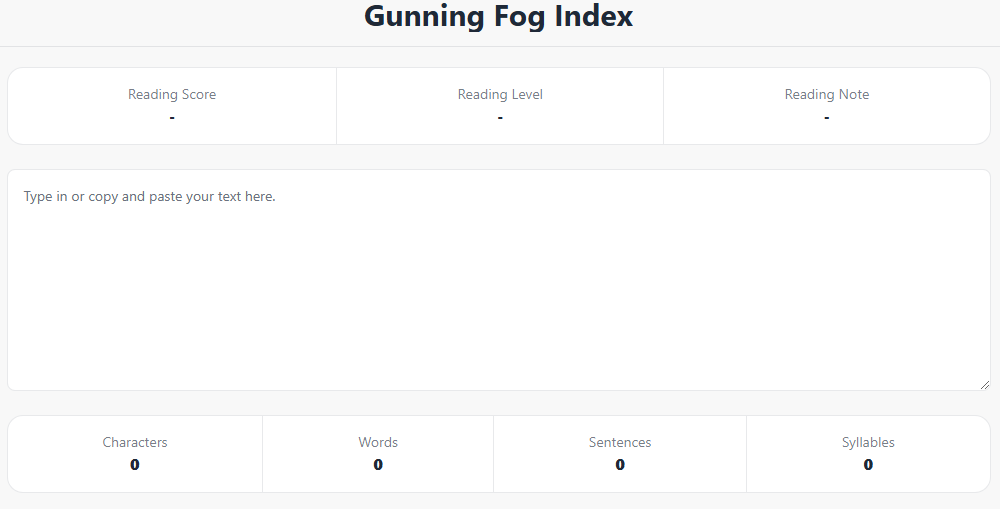 Gunning Fog Index
Reading Score
-
Reading Level
-
Reading Note
-
Type in or copy and paste your text here.
Characters
0
Words
0
Sentences
0
Syllables
0